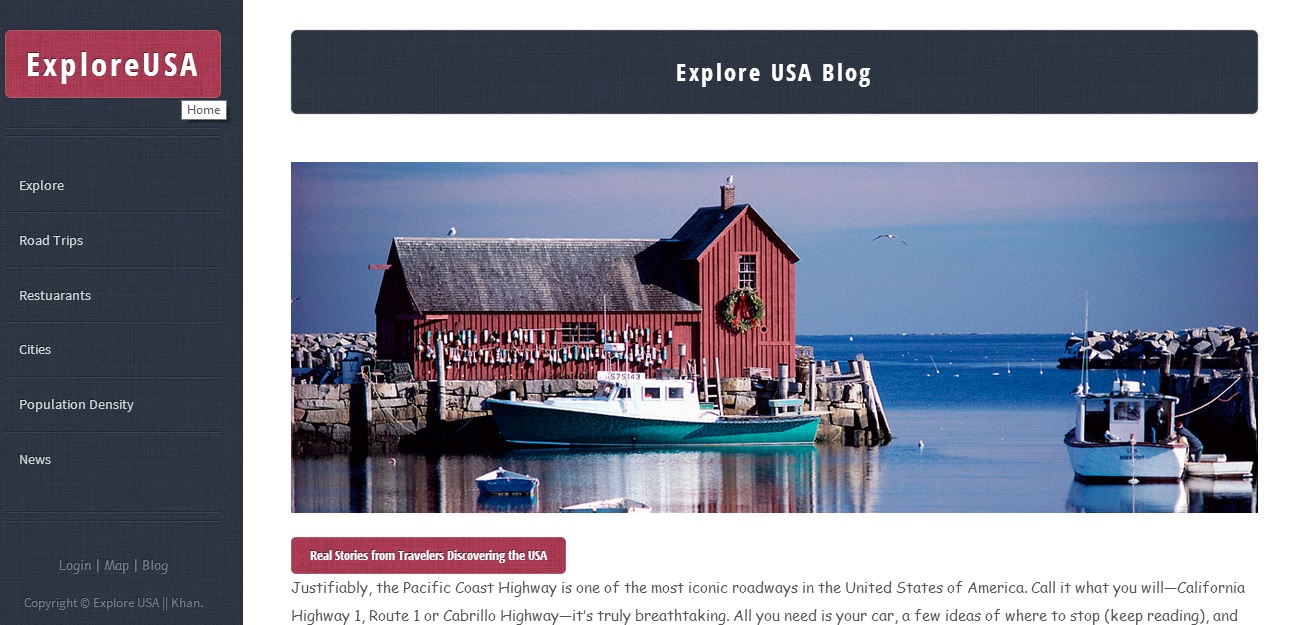 ExploreUSA
Home
Explore
Road Trips
Restuarants
Cities
Population Density
News
Login | Map | Blog
Copyright © Explore USA || Khan.
Explore USA Blog
S75143
Real Stories from Travelers Discovering the USA
Justifiably, the Pacific Coast Highway is one of the most iconic roadways in the United States of America. Call it what you will—California
Highway 1, Route 1 or Cabrillo Highway—it's truly breathtaking. All you need is your car, a few ideas of where to stop (keep reading), and